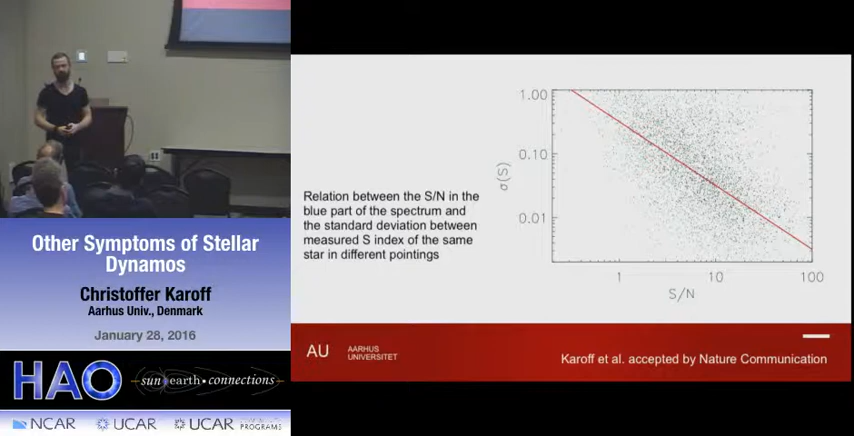 Other Symptoms of Stellar
Dynamos
Christoffer Karoff
Aarhus Univ., Denmark
January 28, 2016
HAO
sun earth • connections
NCAR
UCAR
UCAR
PROGRAMS
Relation between the S/N in the
blue part of the spectrum and
the standard deviation between
measured S index of the same
star in different pointings
1.00
0.10
0.01
σ(S)
1
10
100
S/N
AU
AARHUS
UNIVERSITET
Karoff et al. accepted by Nature Communication